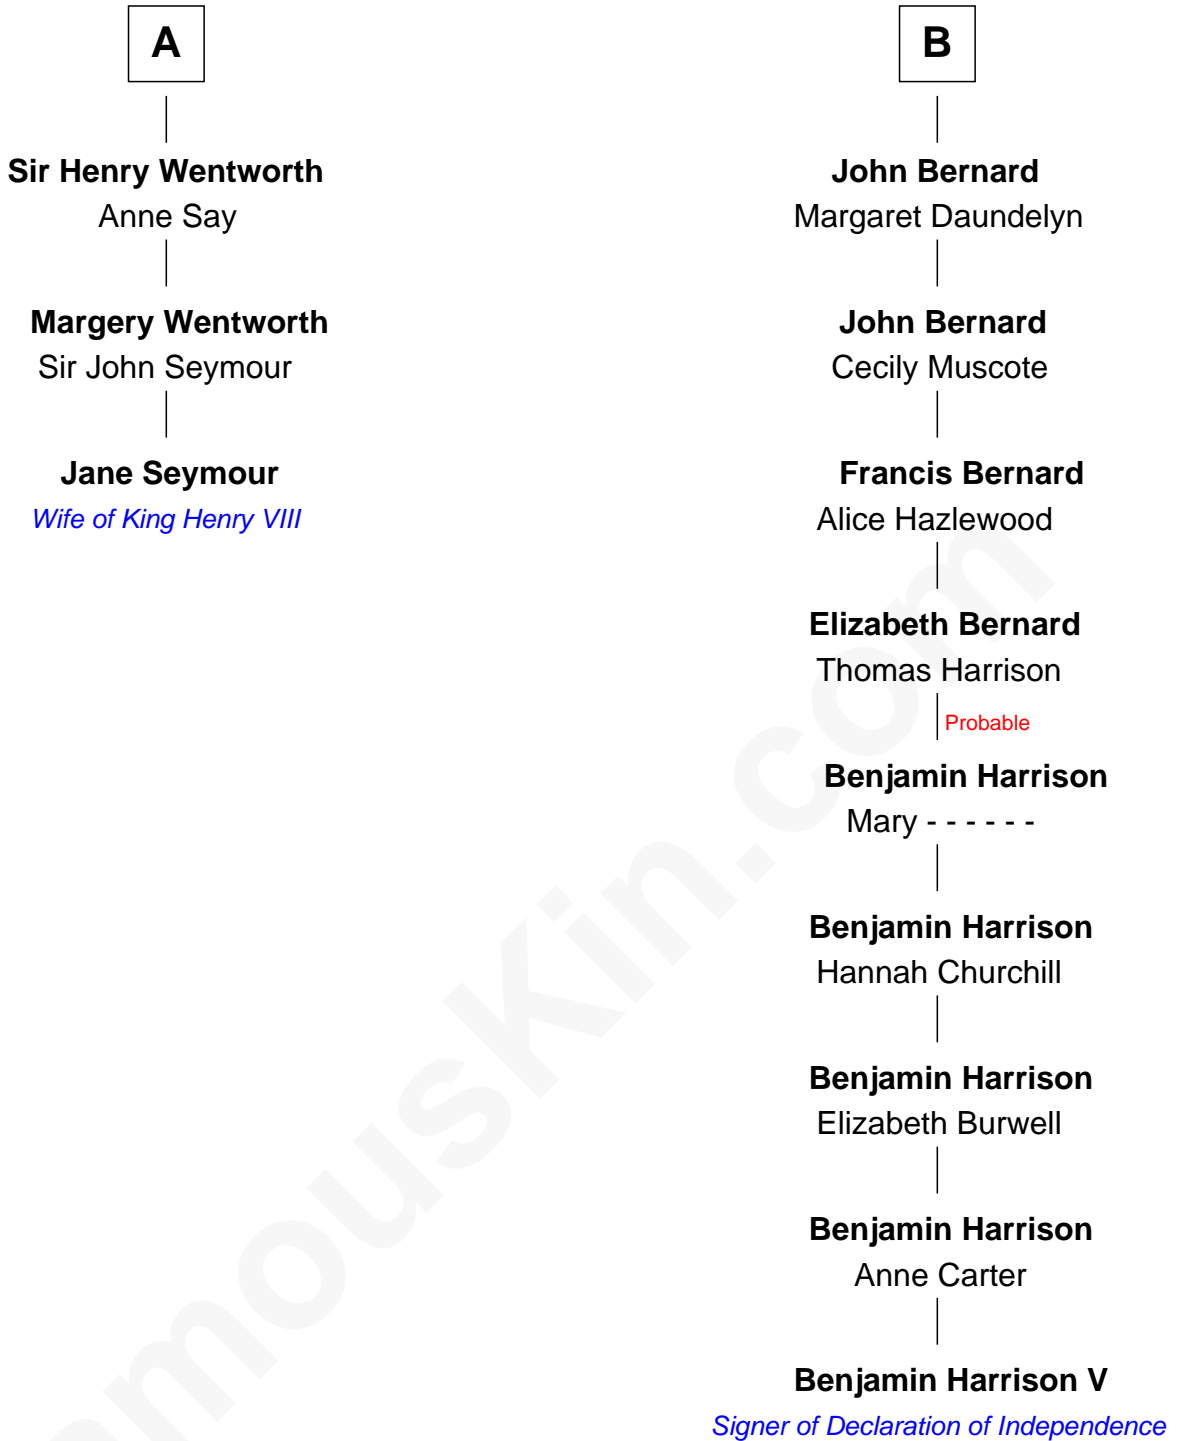 A
Sir Henry Wentworth
Anne Say
Margery Wentworth
Sir John Seymour
Jane Seymour
Wife of King Henry VIII
B
John Bernard
Margaret Daundelyn
John Bernard
Cecily Muscote
Francis Bernard
Alice Hazlewood
Elizabeth Bernard
Thomas Harrison
Probable
Benjamin Harrison
Mary - - - - - -
Benjamin Harrison
Hannah Churchill
Benjamin Harrison
Elizabeth Burwell
Benjamin Harrison
Anne Carter
Benjamin Harrison V
Signer of Declaration of Independence
amousKin.com